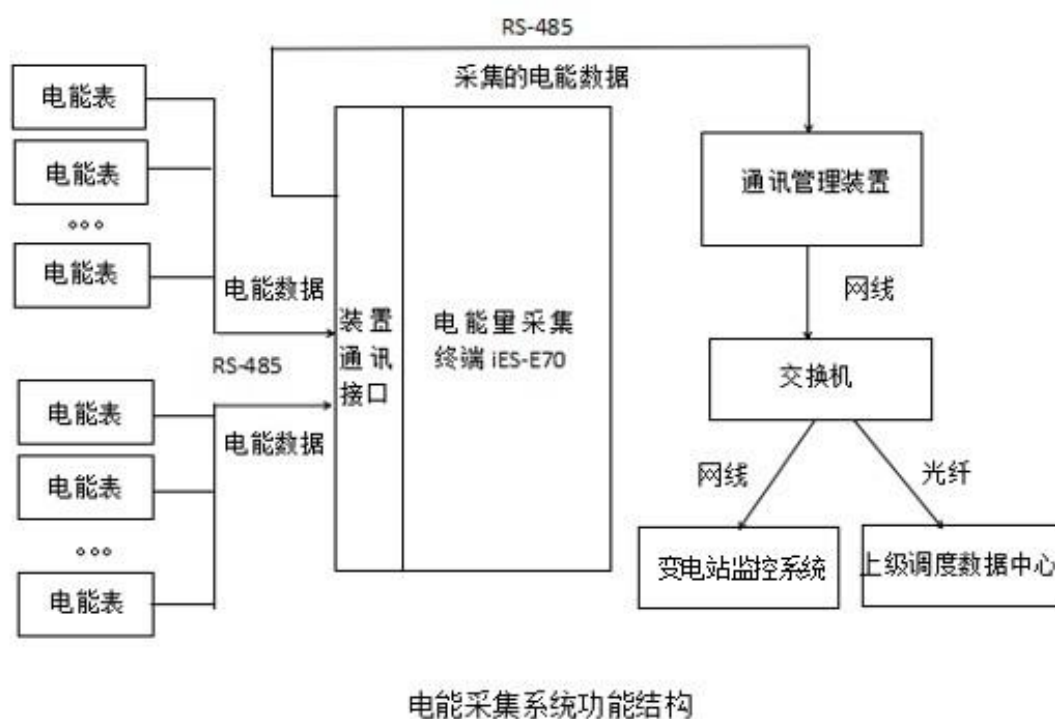 RS-485
采集的电能数据
电能表
电能表
电能表
电能数据
RS-485
电能表
电能数据
电能表
电能表
装置
通讯
接口
电能量采集
终端iES-E70
通讯管理装置
网线
交换机
网线
光纤
变电站监控系统
上级调度数据中心
电能采集系统功能结构